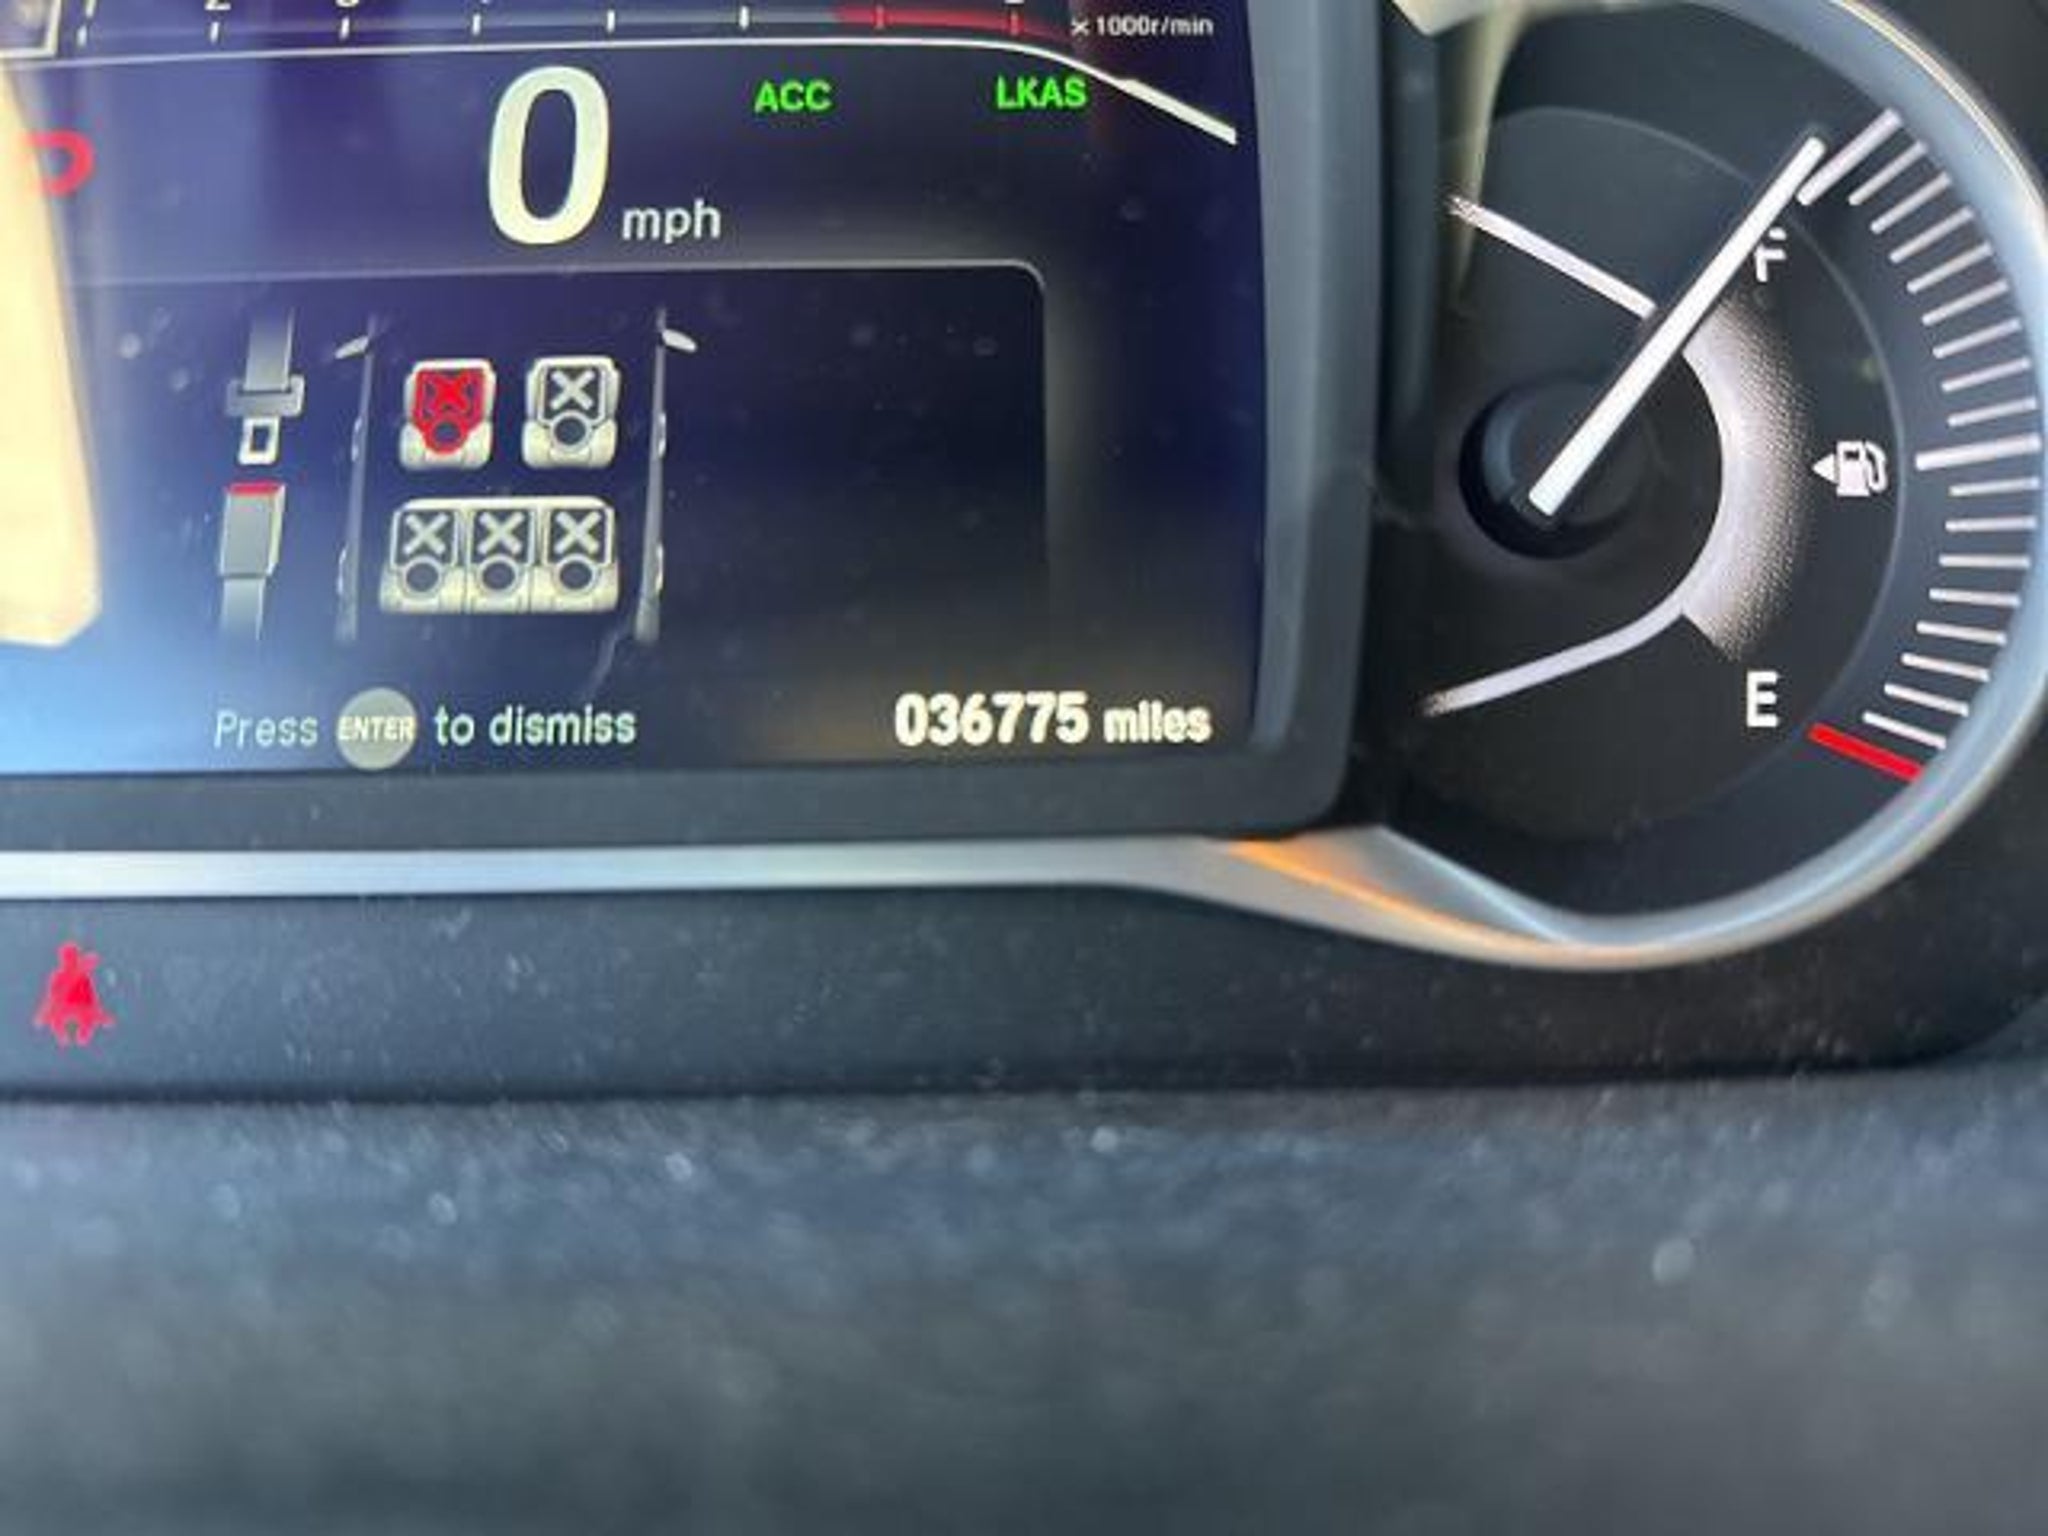 x 1000r/min
0 mph
ACC
LKAS
F
E
Press ENTER to dismiss
036775 miles